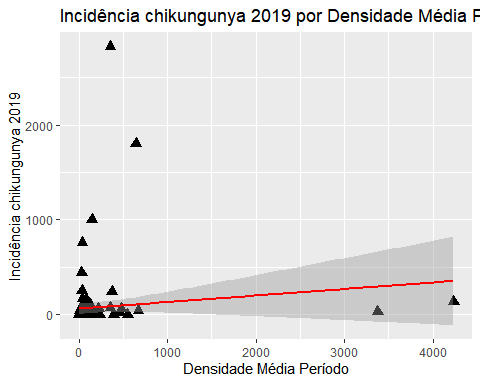 Incidência chikungunya 2019 por Densidade Média P
Incidência chikungunya 2019
2000
1000
0
0 1000 2000 3000 4000
Densidade Média Período